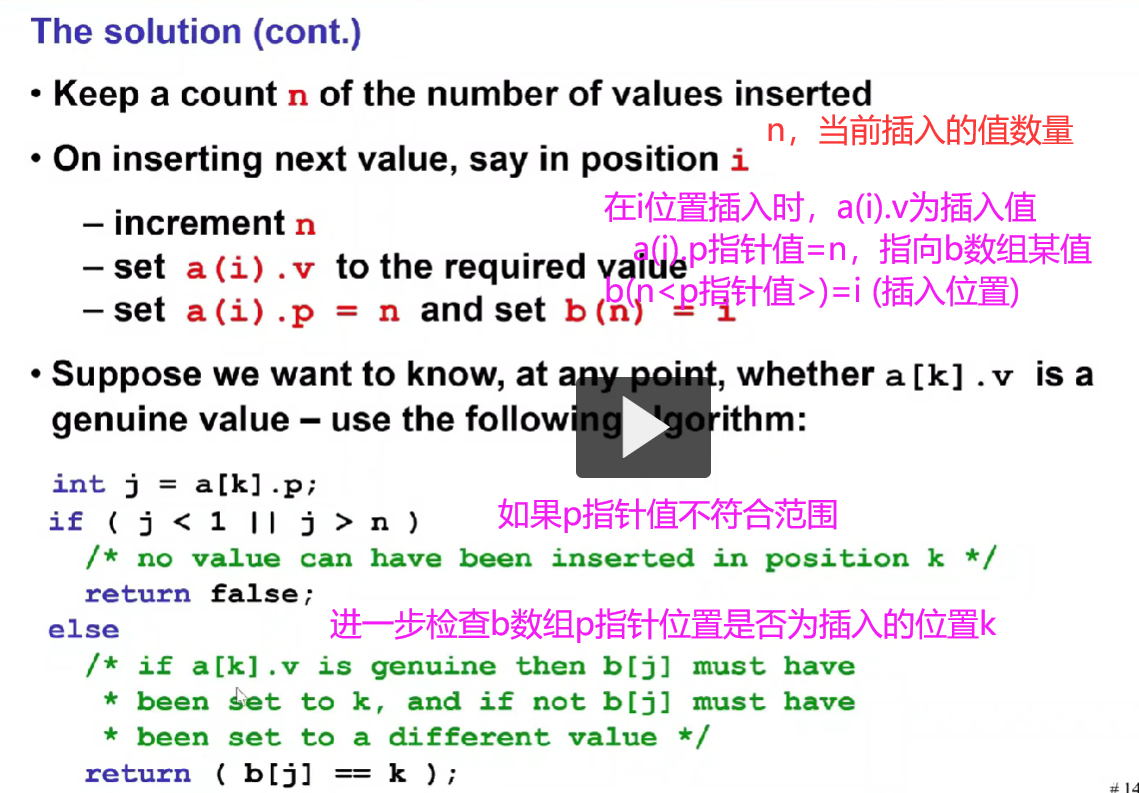 The solution (cont.)
• Keep a count n of the number of values inserted
n，当前插入的值数量
• On inserting next value, say in position i
在i位置插入时，a(i).v为插入值
– increment n
a(i).p指针值=n，指向b数组某值
– set a(i).v to the required value
b(n<p指针值>)=i (插入位置)
– set a(i).p = n and set b(n) = i
• Suppose we want to know, at any point, whether a[k].v is a
genuine value – use the following algorithm:
int j = a[k].p;
如果p指针值不符合范围
if ( j < 1 || j > n )
/* no value can have been inserted in position k */
return false;
else
进一步检查b数组p指针位置是否为插入的位置k
/* if a[k].v is genuine then b[j] must have
* been set to k, and if not b[j] must have
* been set to a different value */
return ( b[j] == k );
# 14